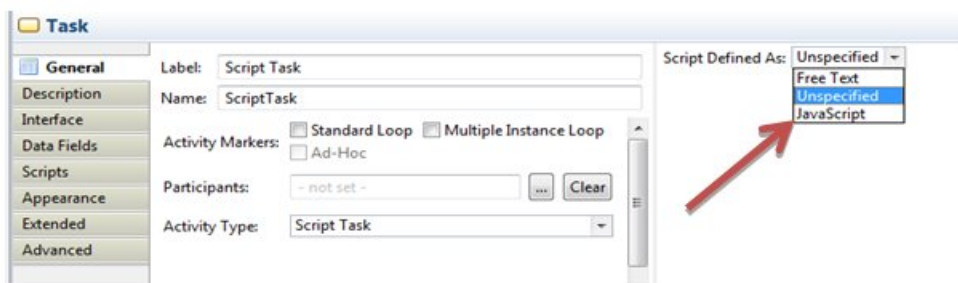 Task
General
Description
Interface
Data Fields
Scripts
Appearance
Extended
Advanced
Label: Script Task
Name: ScriptTask
Activity Markers: Standard Loop Multiple Instance Loop
Ad-Hoc
Participants: - not set - ... Clear
Activity Type: Script Task
Script Defined As: Unspecified
Free Text
Unspecified
JavaScript